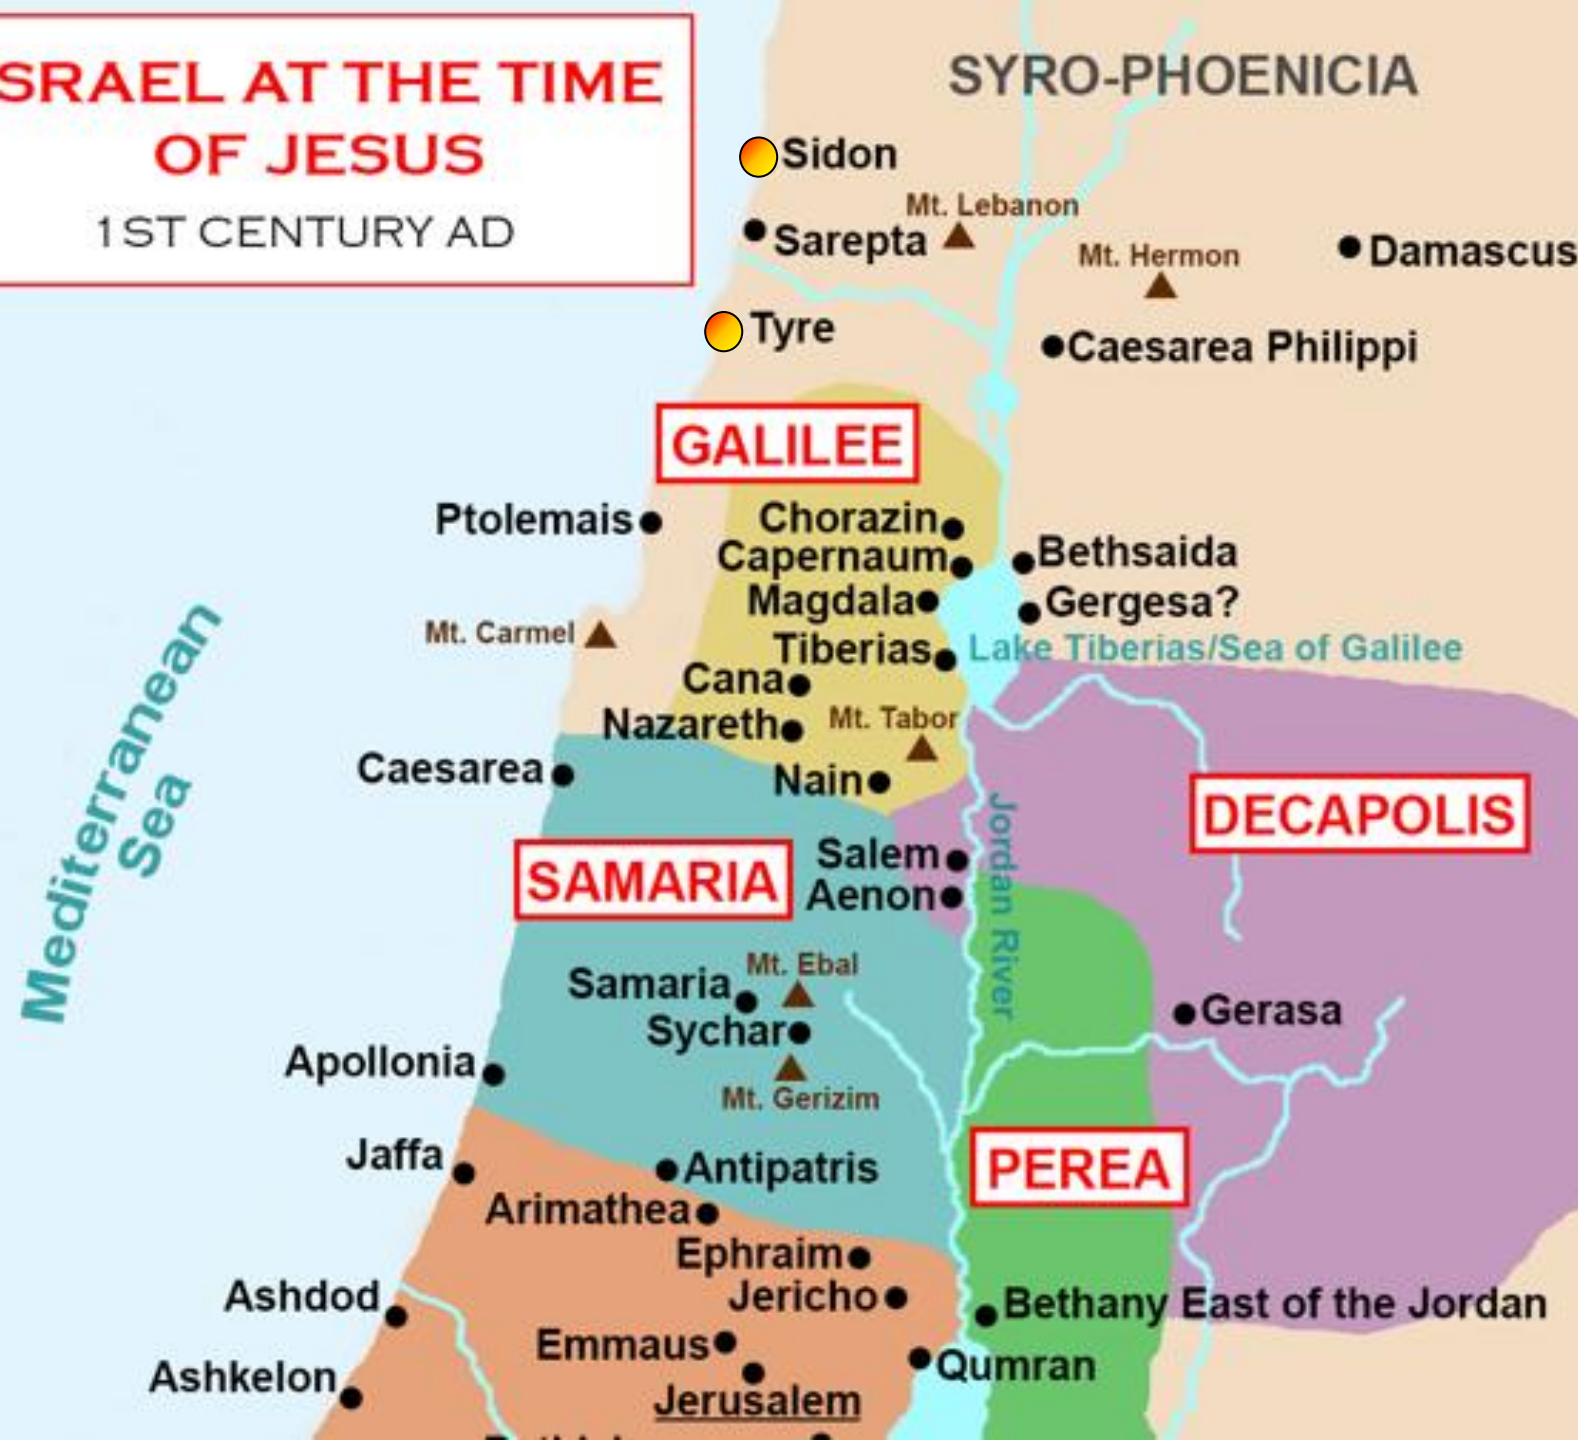 SRAEL AT THE TIME
OF JESUS
1ST CENTURY AD
SYRO-PHOENICIA
Sidon
Mt. Lebanon
Sarepta
Mt. Hermon
Damascus
Tyre
Caesarea Philippi
GALILEE
Ptolemais
Chorazin
Capernaum
Bethsaida
Magdala
Gergesa?
Mt. Carmel
Tiberias
Lake Tiberias/Sea of Galilee
Cana
Nazareth
Mt. Tabor
Caesarea
Nain
Mediterranean
Sea
DECAPOLIS
Jordan River
SAMARIA
Salem
Aenon
Mt. Ebal
Samaria
Sychar
Gerasa
Apollonia
Mt. Gerizim
Jaffa
Antipatris
PEREA
Arimathea
Ephraim
Jericho
Ashdod
Bethany East of the Jordan
Emmaus
Qumran
Ashkelon
Jerusalem